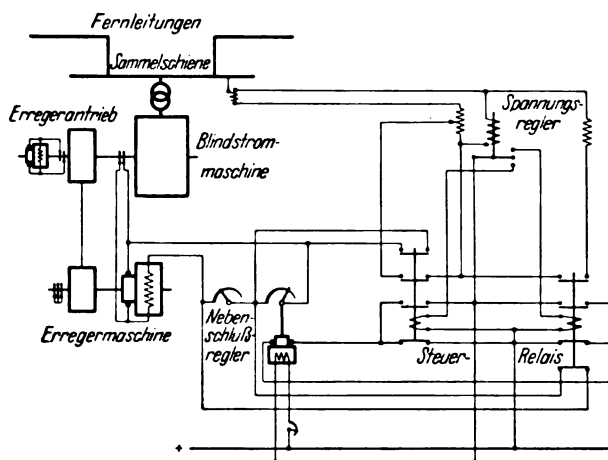 Fernleitungen
Sammelschiene
Erregerantrieb
Spannungs-
regler
Blindstrom-
maschine
Erregermaschine
Neben-
schluß-
regler
Steuer-
Relais
+